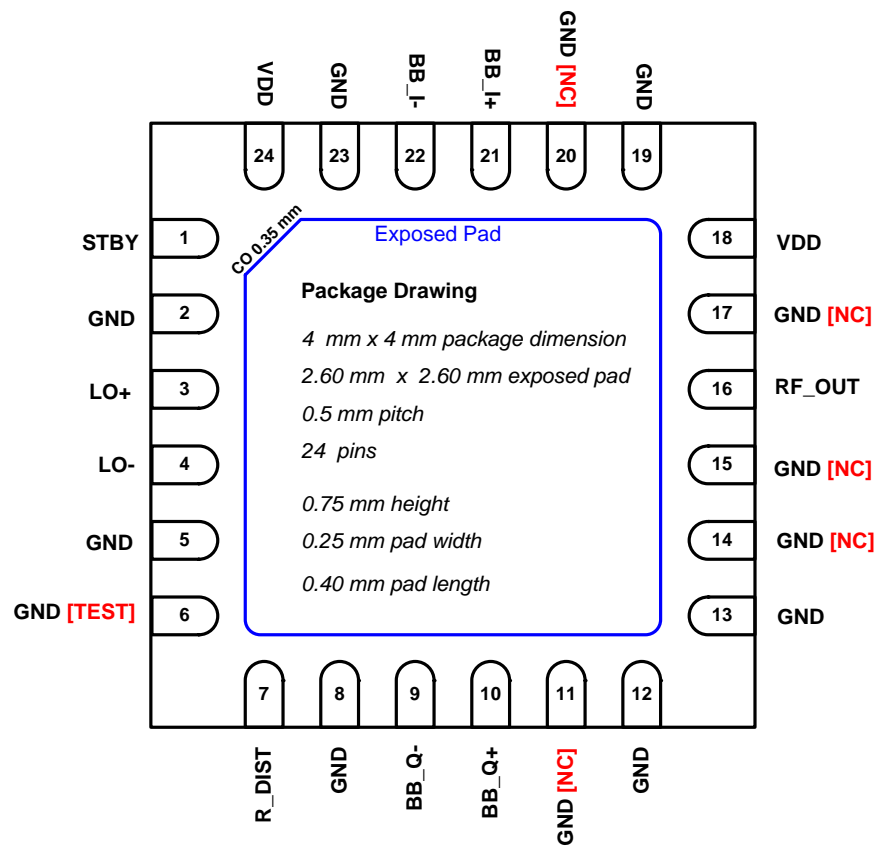 VDD
GND
BB_I-
BB_I+
GND [NC]
GND
24
23
22
21
20
19
STBY
1
GND
2
LO+
3
LO-
4
GND
5
GND [TEST]
6
CO 0.35 mm
Exposed Pad
Package Drawing
4 mm x 4 mm package dimension
2.60 mm x 2.60 mm exposed pad
0.5 mm pitch
24 pins
0.75 mm height
0.25 mm pad width
0.40 mm pad length
18
VDD
17
GND [NC]
16
RF_OUT
15
GND [NC]
14
GND [NC]
13
GND
7
8
9
10
11
12
R_DIST
GND
BB_Q-
BB_Q+
GND [NC]
GND